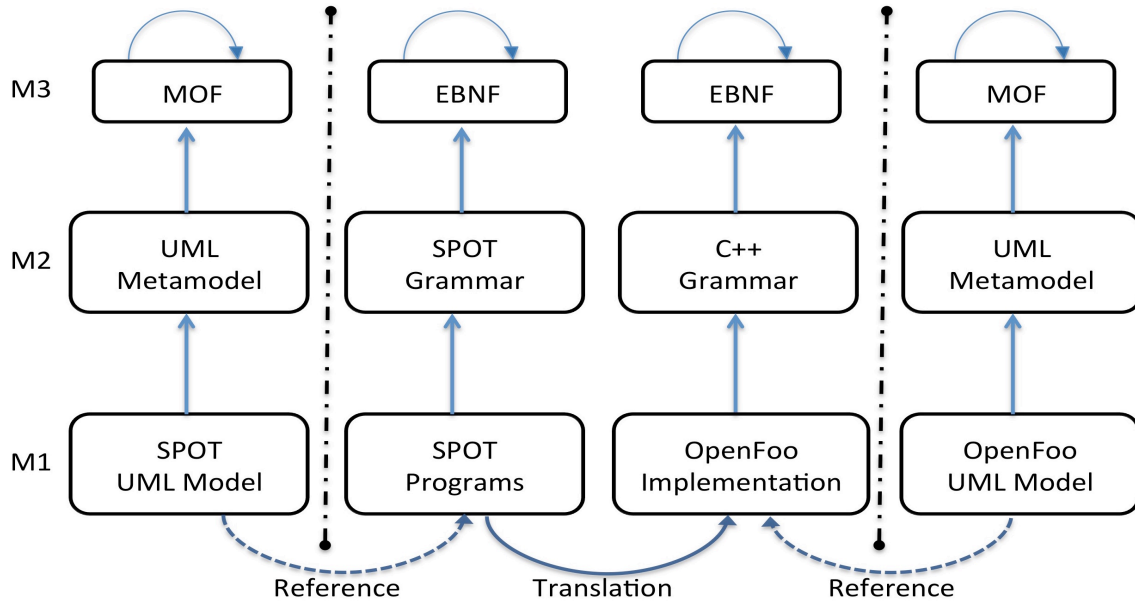 M3
MOF
EBNF
EBNF
MOF
M2
UML
Metamodel
SPOT
Grammar
C++
Grammar
UML
Metamodel
M1
SPOT
UML Model
SPOT
Programs
OpenFoo
Implementation
OpenFoo
UML Model
Reference
Translation
Reference